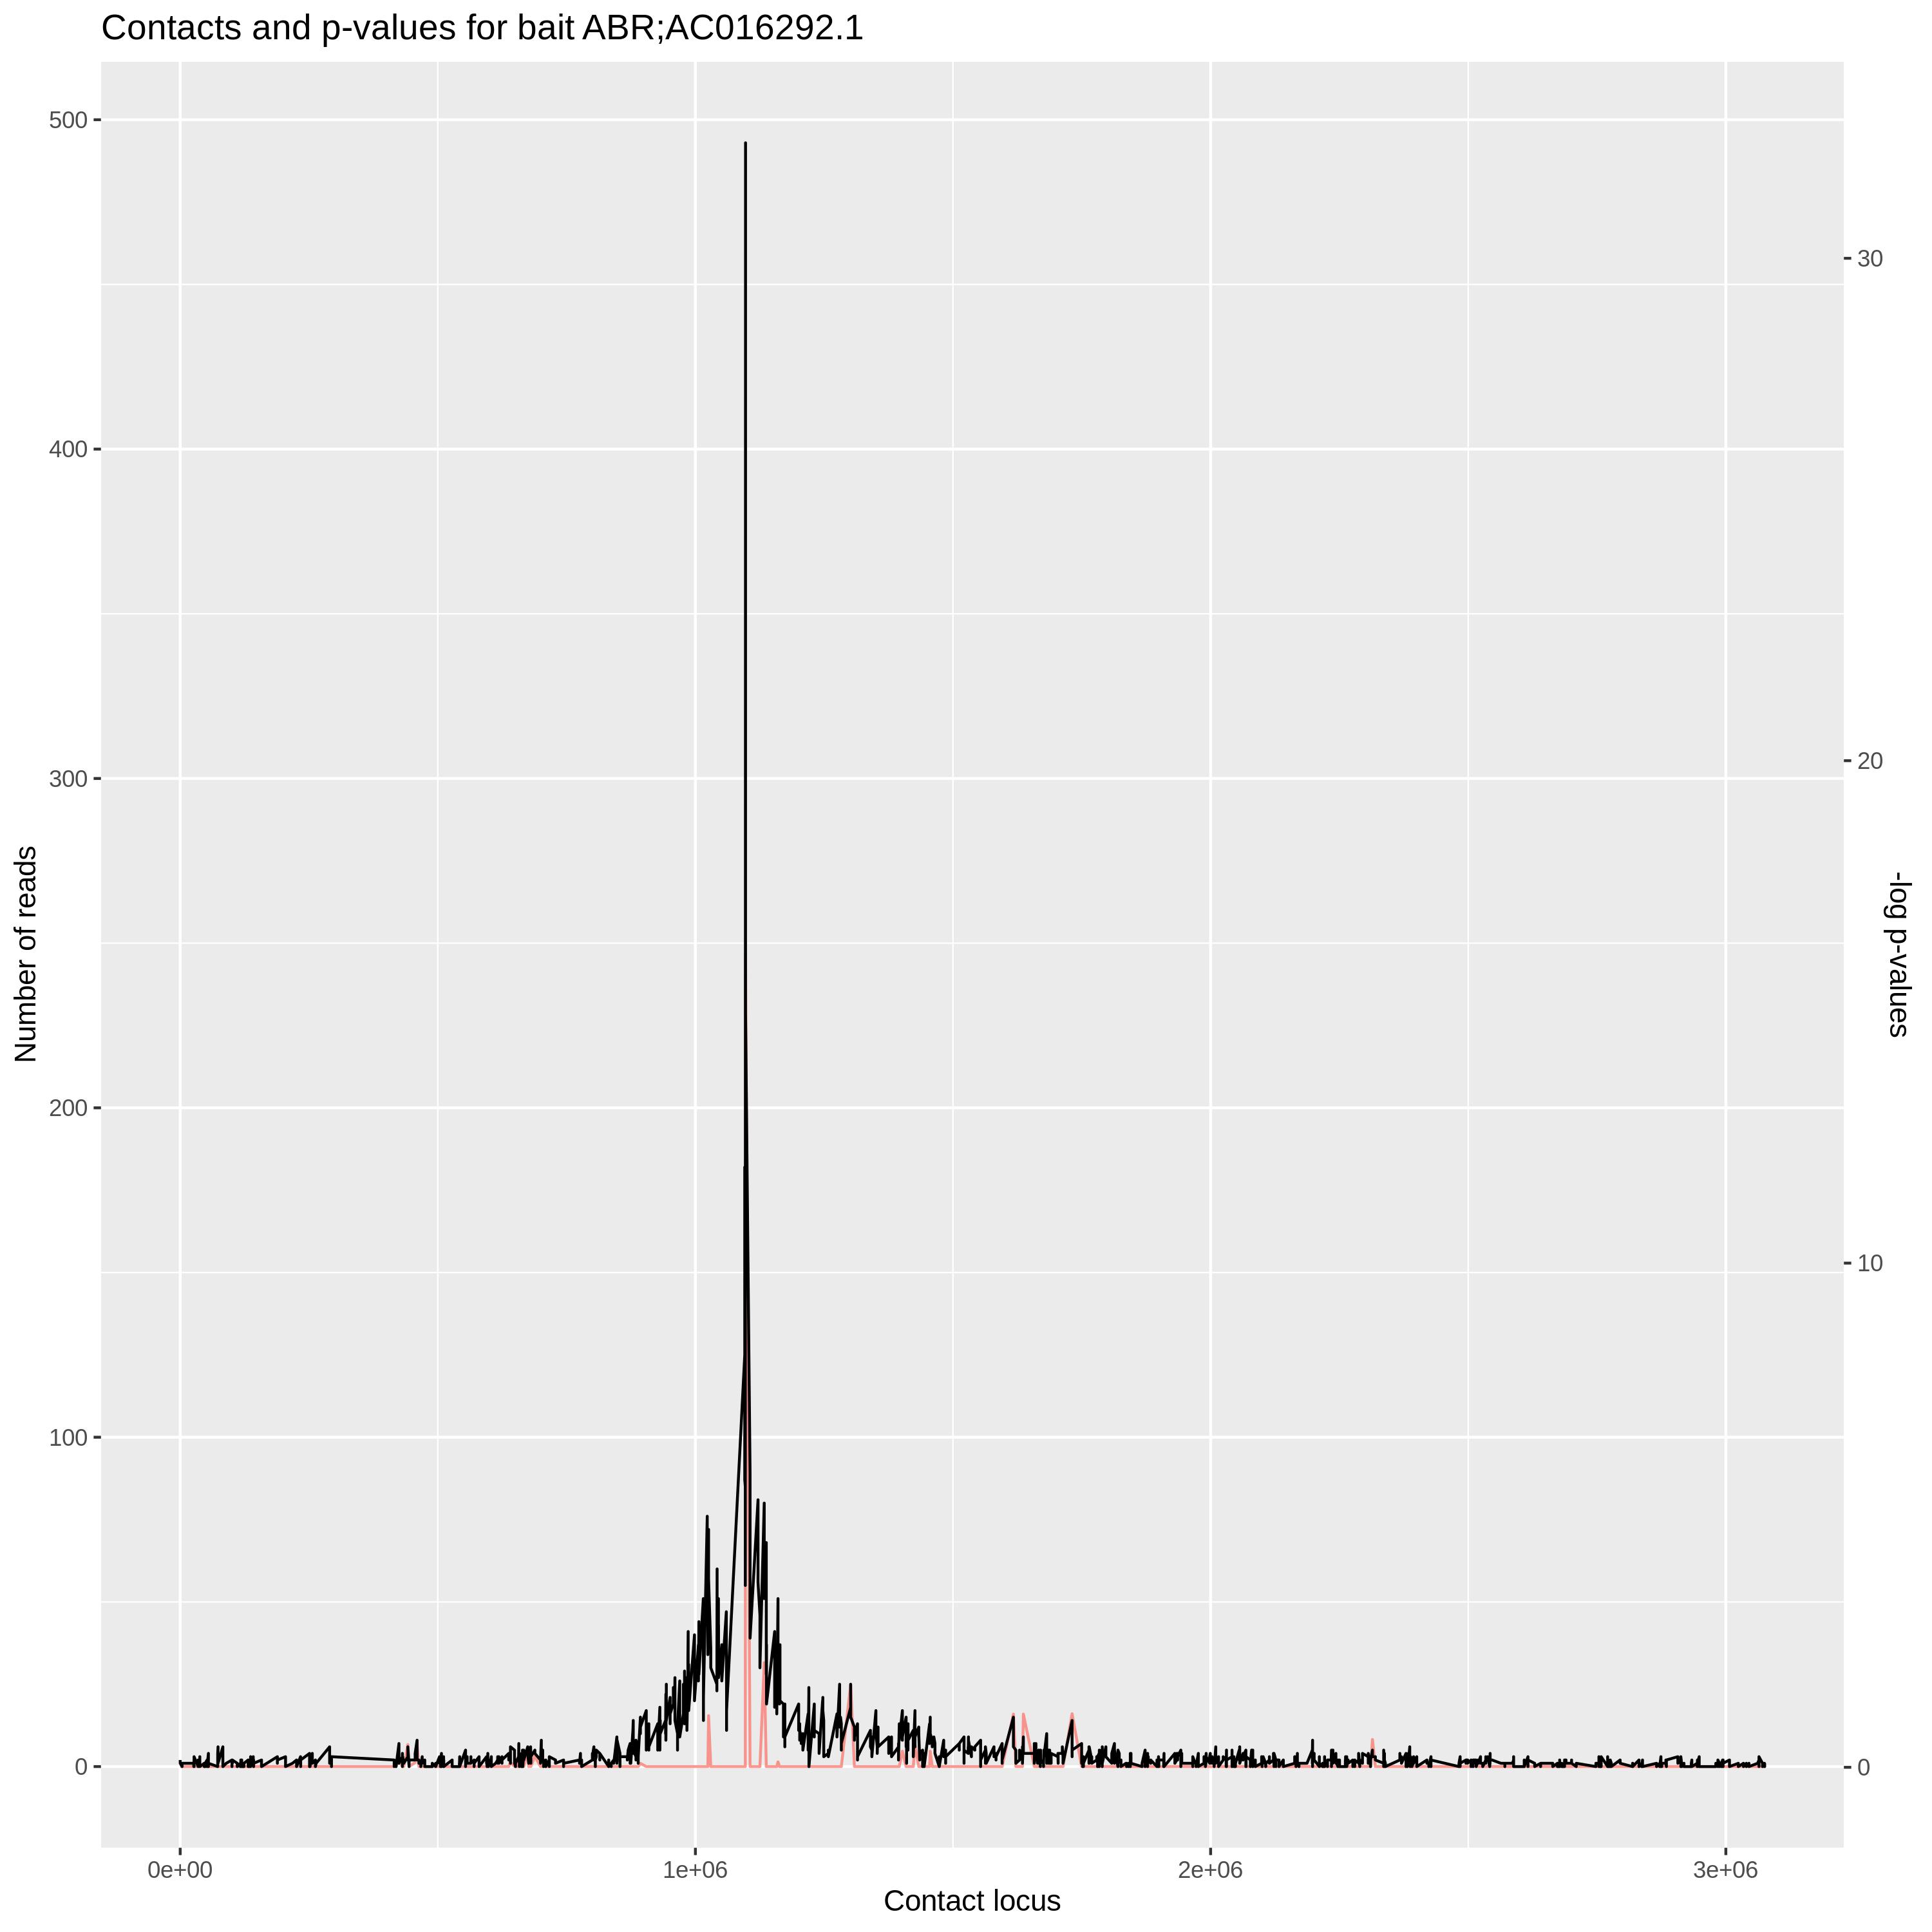 Contacts and p-values for bait ABR;AC016292.1
500
400
300
200
100
0
Number of reads
30
20
10
0
-log p-values
0e+00
1e+06
2e+06
3e+06
Contact locus